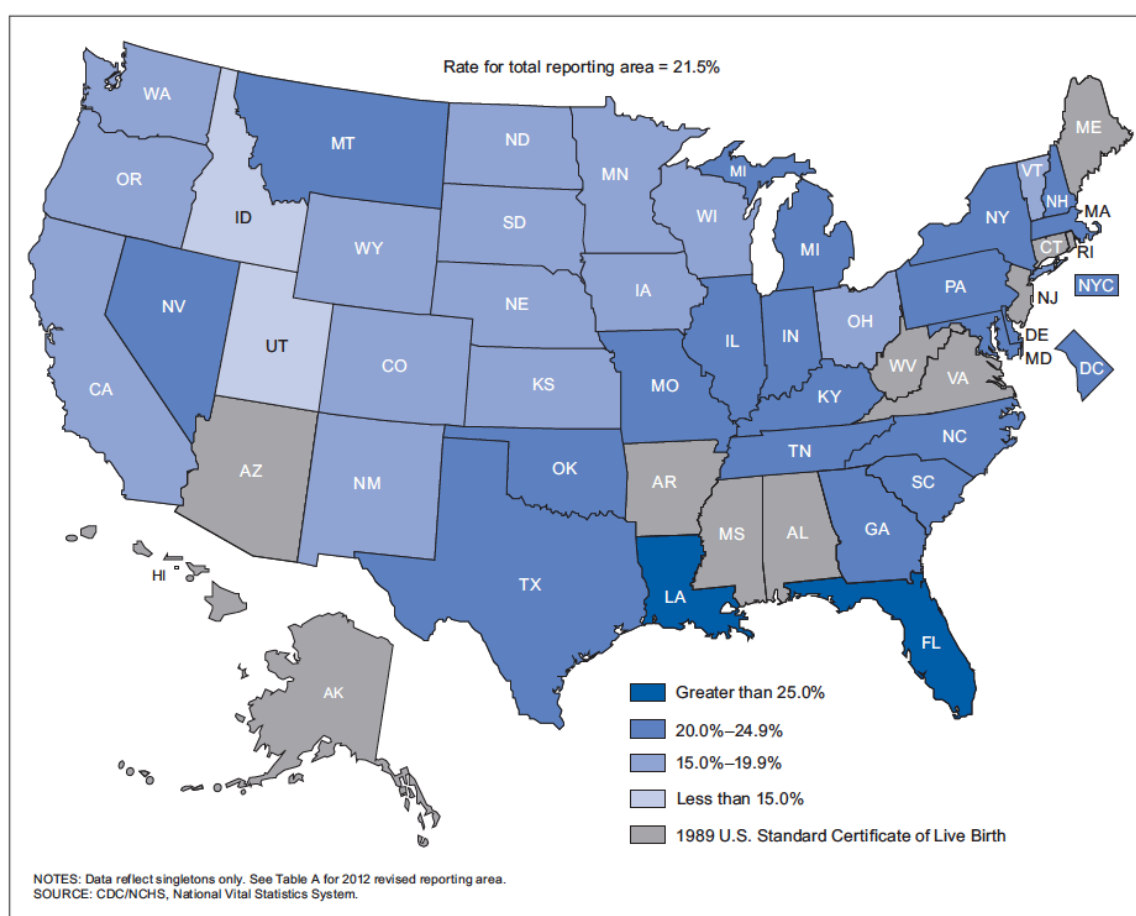 Rate for total reporting area = 21.5%
WA
MT
ND
MN
ME
OR
ID
SD
WI
MI
VT
NH
NY
MA
WY
MI
CT
RI
NV
NE
IA
PA
NYC
NJ
UT
CO
IL
IN
OH
DE
MD
CA
KS
MO
WV
VA
DC
KY
AZ
NM
OK
AR
TN
NC
SC
MS
AL
GA
HI
TX
LA
FL
AK
Greater than 25.0%
20.0%–24.9%
15.0%–19.9%
Less than 15.0%
1989 U.S. Standard Certificate of Live Birth
NOTES: Data reflect singletons only. See Table A for 2012 revised reporting area.
SOURCE: CDC/NCHS, National Vital Statistics System.